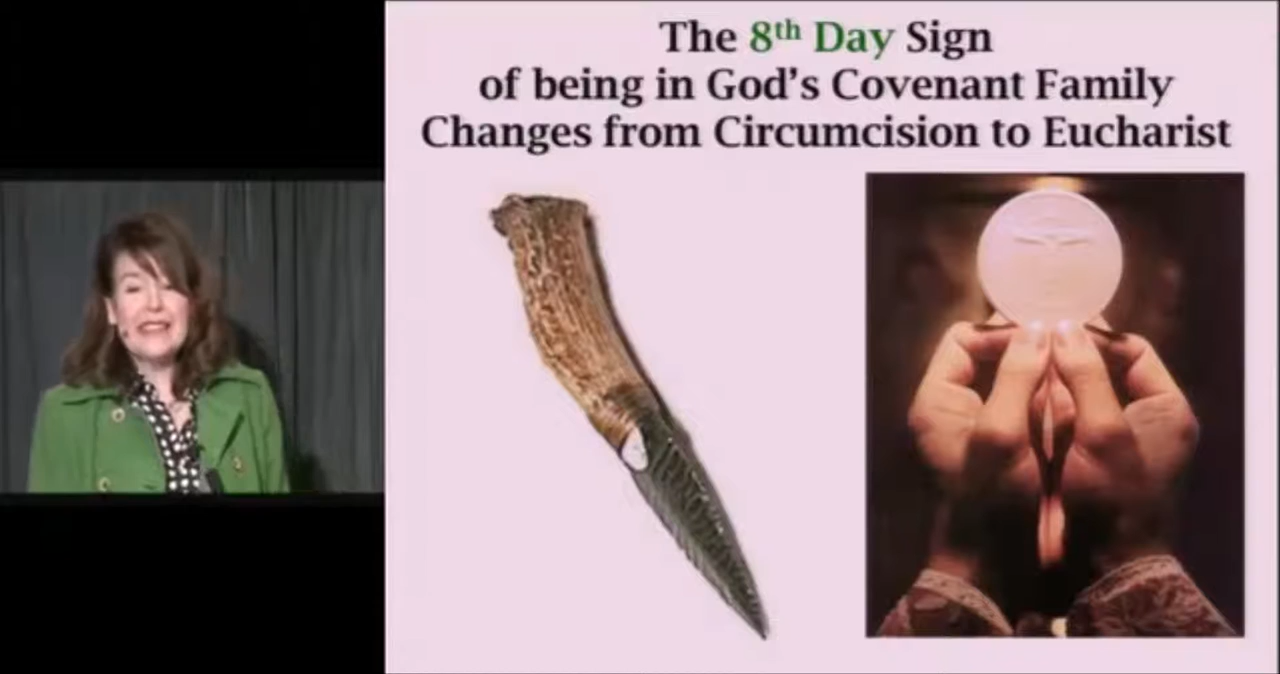 The 8th Day Sign
of being in God's Covenant Family
Changes from Circumcision to Eucharist